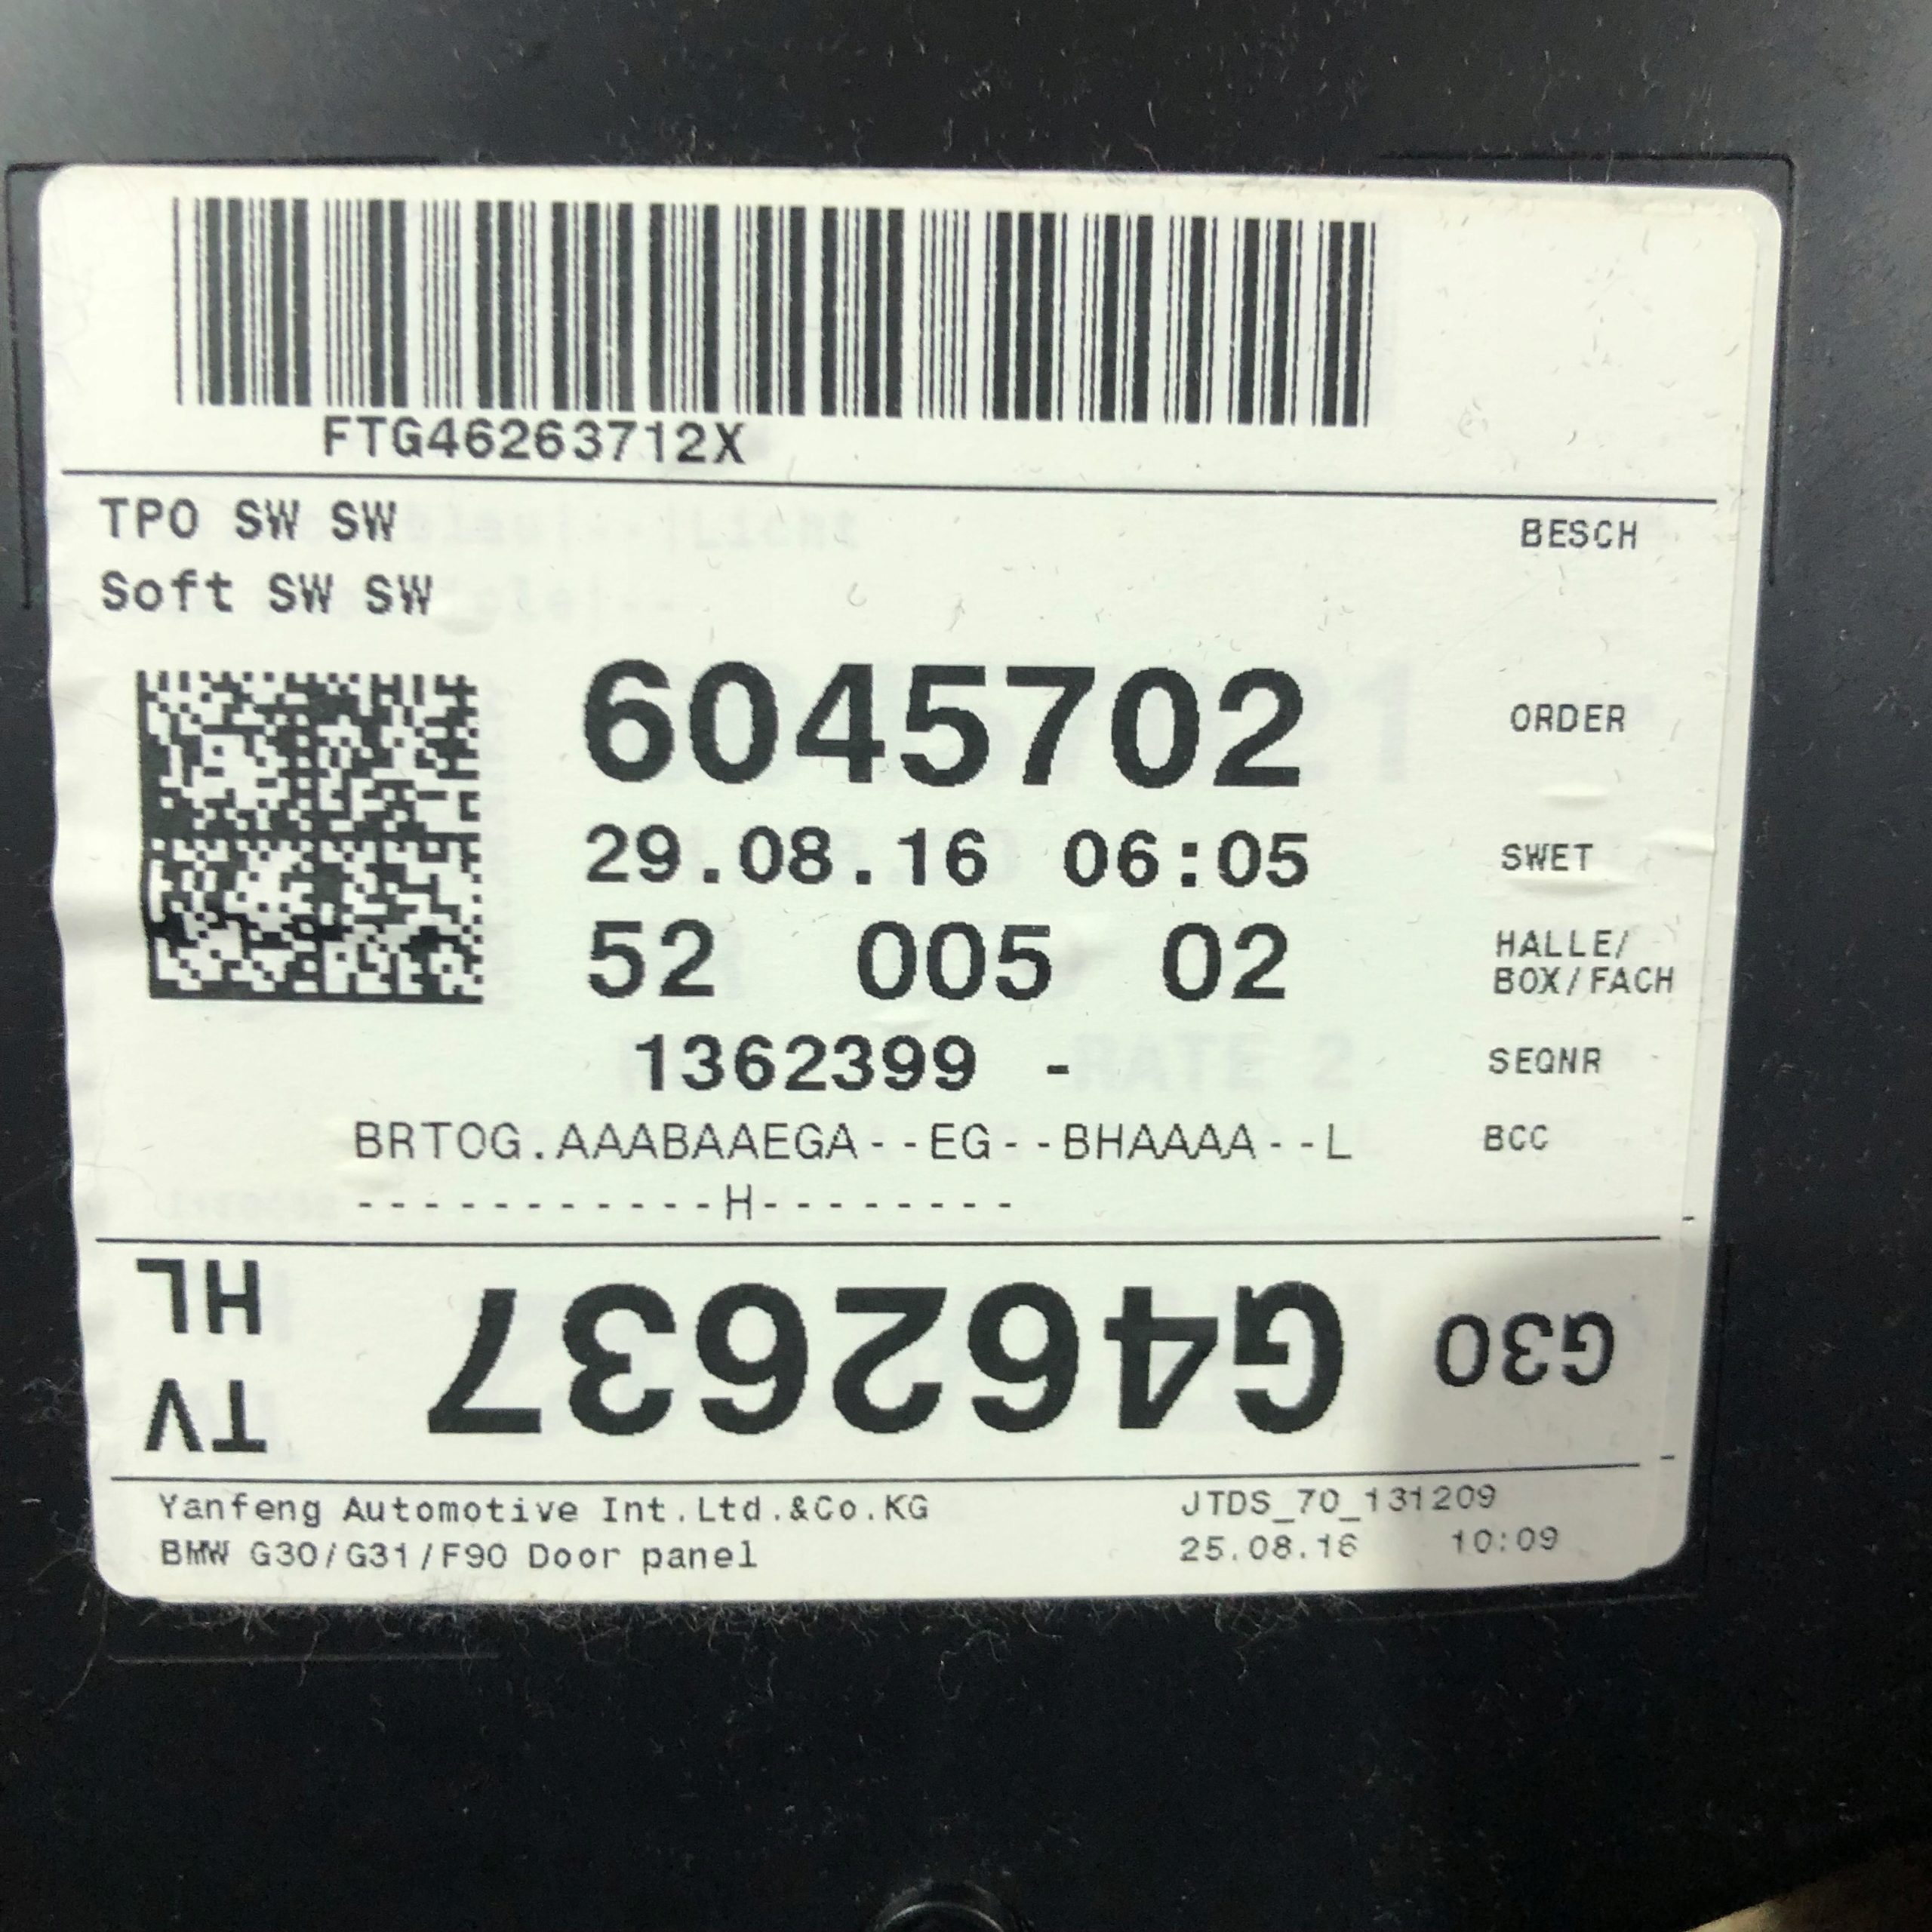 FTG46263712X
TPO SW SW
BESCH
Soft SW SW
6045702
ORDER
29.08.16 06:05
SWET
52 005 02
HALLE/
BOX/FACH
1362399 -
SEQNR
BRTOG.AAABAAEGA--EG--BHAAAA--L
BCC
------------H--------
G30 G46237 TV HL
Yanfeng Automotive Int.Ltd.&Co.KG
JTDS_70_131209
BMW G30/G31/F90 Door panel
25.08.16 10:09